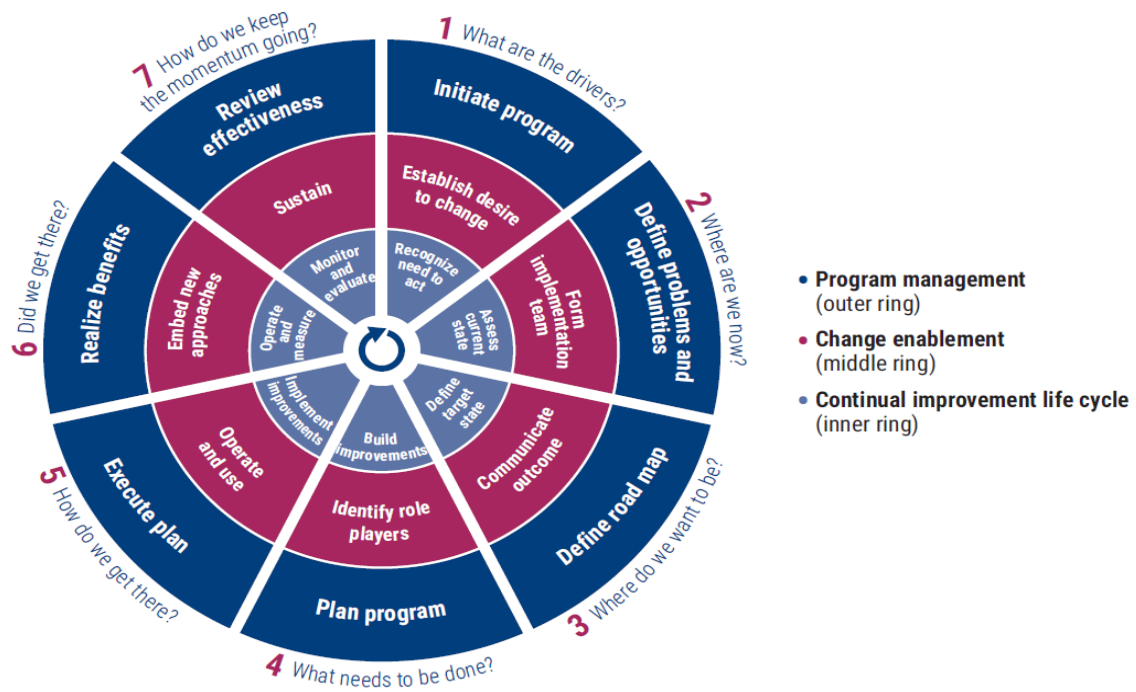 1 What are the drivers?
Initiate program
Establish desire
to change
Recognize
need to
act
2 Where are we now?
Define problems and
opportunities
Form
implementation
team
Assess
current
state
3 Where do we want to be?
Define road map
Communicate
outcome
Define
target
state
4 What needs to be done?
Plan program
Identify role
players
Build
improvements
5 How do we get there?
Execute plan
Operate
and use
Implement
improvements
6 Did we get there?
Realize benefits
Embed new
approaches
Operate
and
measure
7 How do we keep
the momentum going?
Review
effectiveness
Sustain
Monitor
and
evaluate
• Program management
(outer ring)
• Change enablement
(middle ring)
• Continual improvement life cycle
(inner ring)